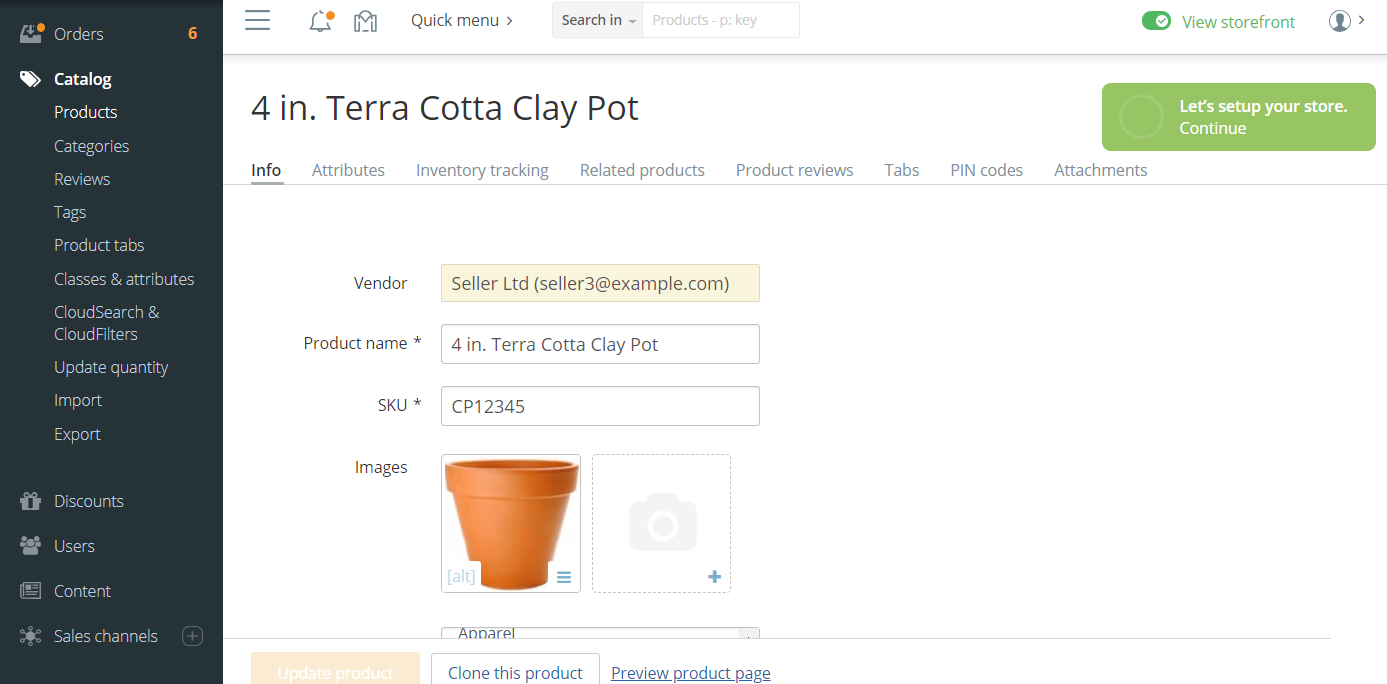 Orders 6
Catalog
Products
Categories
Reviews
Tags
Product tabs
Classes & attributes
CloudSearch &
CloudFilters
Update quantity
Import
Export
Discounts
Users
Content
Sales channels
Quick menu
Search in Products - p: key
View storefront
4 in. Terra Cotta Clay Pot
Let's setup your store.
Continue
Info Attributes Inventory tracking Related products Product reviews Tabs PIN codes Attachments
Vendor Seller Ltd (seller3@example.com)
Product name * 4 in. Terra Cotta Clay Pot
SKU * CP12345
Images
[alt]
Apparel
Update product Clone this product Preview product page